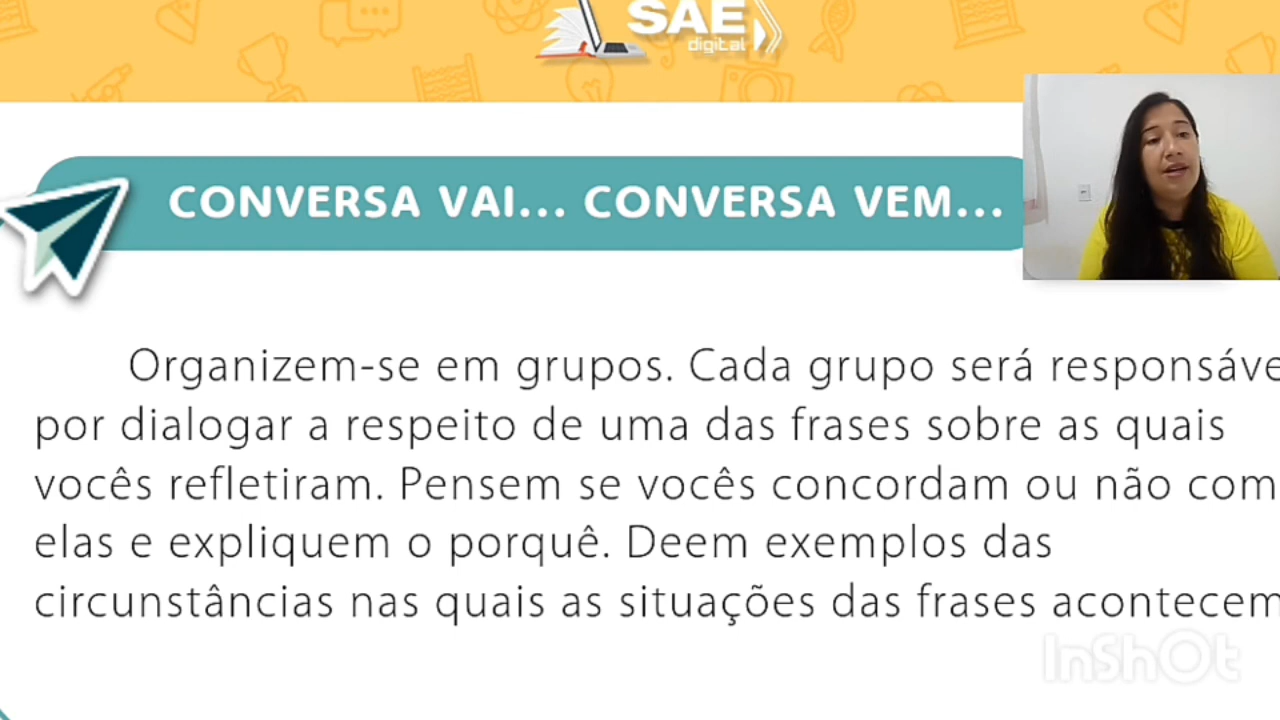 SAE
digital
CONVERSA VAI... CONVERSA VEM...
Organizem-se em grupos. Cada grupo será responsáve
por dialogar a respeito de uma das frases sobre as quais
vocês refletiram. Pensem se vocês concordam ou não com
elas e expliquem o porquê. Deem exemplos das
circunstâncias nas quais as situações das frases acontecem
InShOt